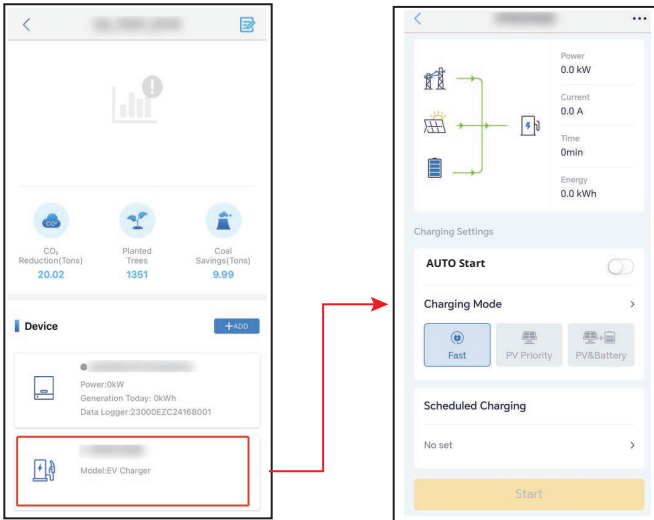 CO₂
Reduction(Tons)
20.02
Planted
Trees
1351
Coal
Savings(Tons)
9.99
Device
+ADD
Power:0kW
Generation Today: 0kWh
Data Logger:23000EZC24168001
Model:EV Charger
Power
0.0 kW
Current
0.0 A
Time
0min
Energy
0.0 kWh
Charging Settings
AUTO Start
Charging Mode
Fast
PV Priority
PV&Battery
Scheduled Charging
No set
Start